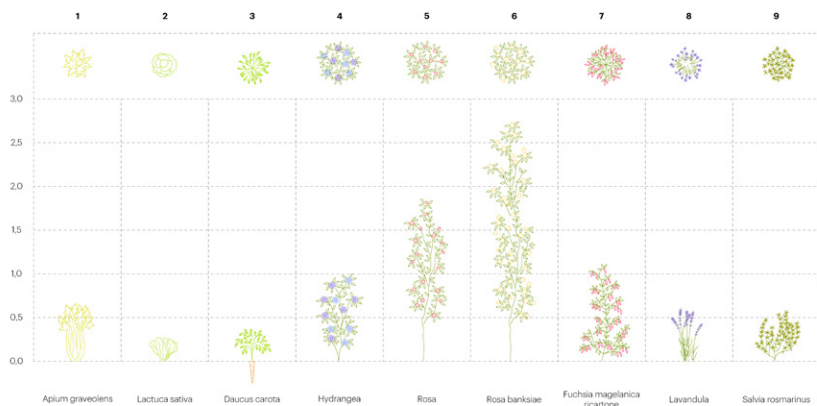 1 2 3 4 5 6 7 8 9
3,0
2,5
2,0
1,5
1,0
0,5
0,0
Apium graveolens Lactuca sativa Daucus carota Hydrangea Rosa Rosa banksiae Fuchsia magelanica Lavandula Salvia rosmarinus
ricartone